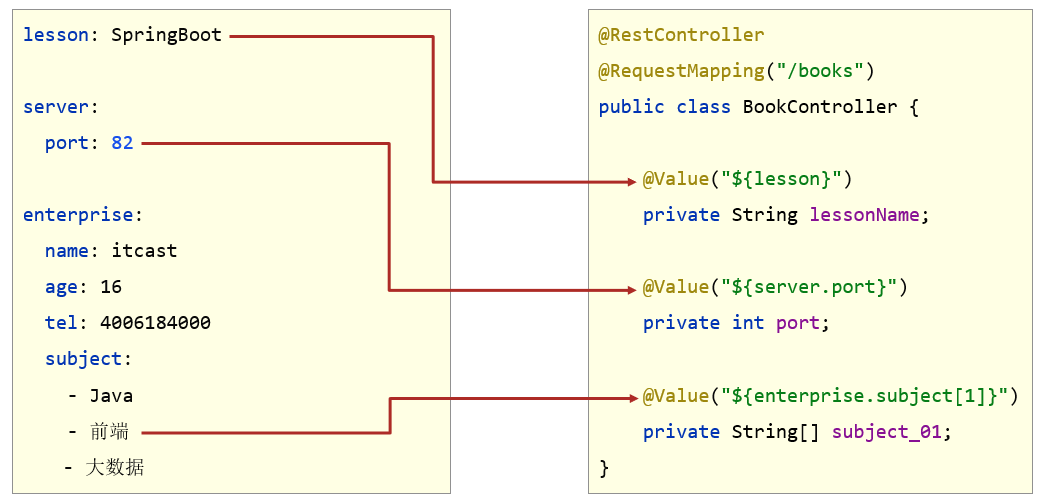 lesson: SpringBoot
server:
port: 82
enterprise:
name: itcast
age: 16
tel: 4006184000
subject:
- Java
- 前端
- 大数据
@RestController
@RequestMapping("/books")
public class BookController {
@Value("${lesson}")
private String lessonName;
@Value("${server.port}")
private int port;
@Value("${enterprise.subject[1]}")
private String[] subject_01;
}